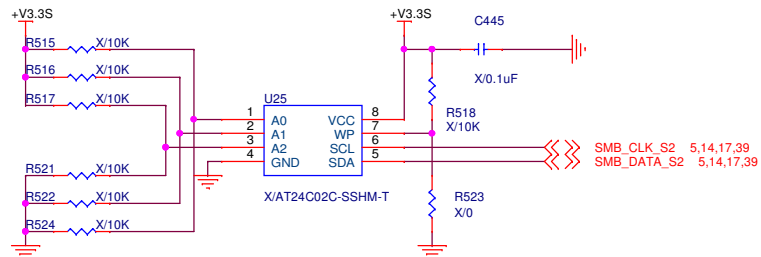 +V3.3S
+V3.3S
C445
R515 X/10K
R516 X/10K
X/0.1uF
R517 X/10K
U25
R518
X/10K
1 A0 VCC 8
2 A1 WP 7
3 A2 SCL 6
4 GND SDA 5
SMB_CLK_S2 5,14,17,39
SMB_DATA_S2 5,14,17,39
R521 X/10K
X/AT24C02C-SSHM-T
R523
X/0
R522 X/10K
R524 X/10K